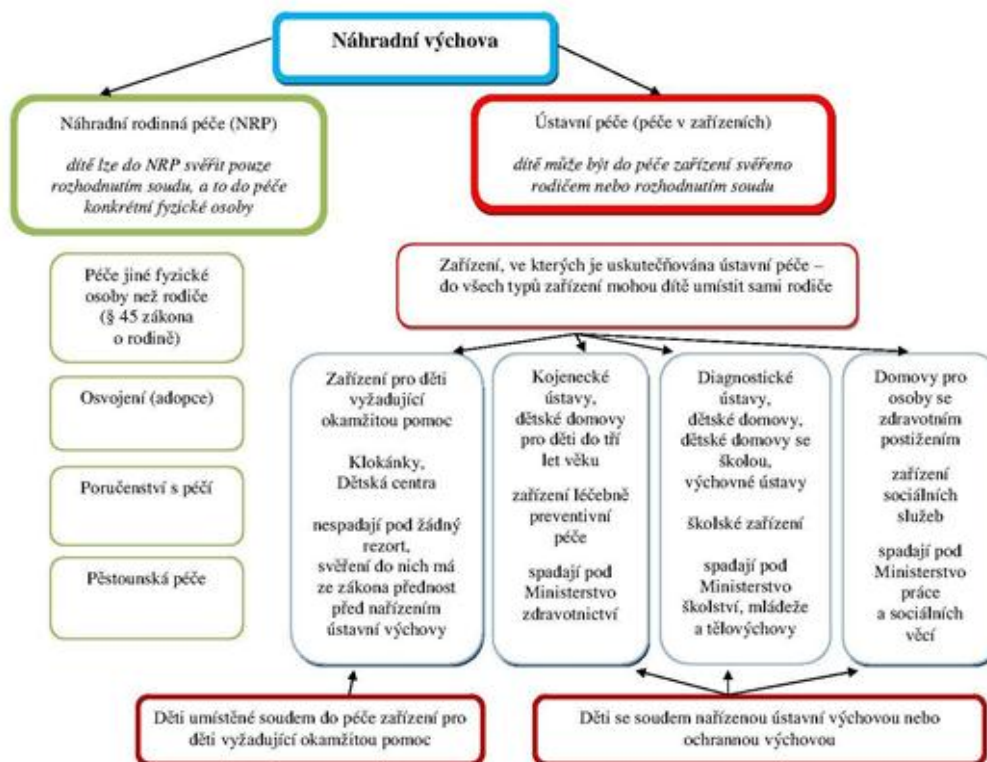 Náhradní výchova
Náhradní rodinná péče (NRP)
dítě lze do NRP svěřit pouze
rozhodnutím soudu, a to do péče
konkrétní fyzické osoby
Ústavní péče (péče v zařízeních)
dítě může být do péče zařízení svěřeno
rodičem nebo rozhodnutím soudu
Péče jiné fyzické
osoby než rodiče
(§ 45 zákona
o rodině)
Osvojení (adopce)
Poručenství s péčí
Pěstounská péče
Zařízení, ve kterých je uskutečňována ústavní péče –
do všech typů zařízení mohou dítě umístit sami rodiče
Zařízení pro děti
vyžadující
okamžitou pomoc
Klokánky,
Dětská centra
nespadají pod žádný
rezort,
svěření do nich má
ze zákona přednost
před nařízením
ústavní výchovy
Kojenecké
ústavy,
dětské domovy
pro děti do tří
let věku
zařízení léčebně
preventivní
péče
spadají pod
Ministerstvo
zdravotnictví
Diagnostické
ústavy,
dětské domovy,
dětské domovy se
školou,
výchovné ústavy
školské zařízení
spadají pod
Ministerstvo
školství, mládeže
a tělovýchovy
Domovy pro
osoby se
zdravotním
postižením
zařízení
sociálních
služeb
spadají pod
Ministerstvo
práce
a sociálních
věcí
Děti umístěné soudem do péče zařízení pro
děti vyžadující okamžitou pomoc
Děti se soudem nařízenou ústavní výchovou nebo
ochrannou výchovou